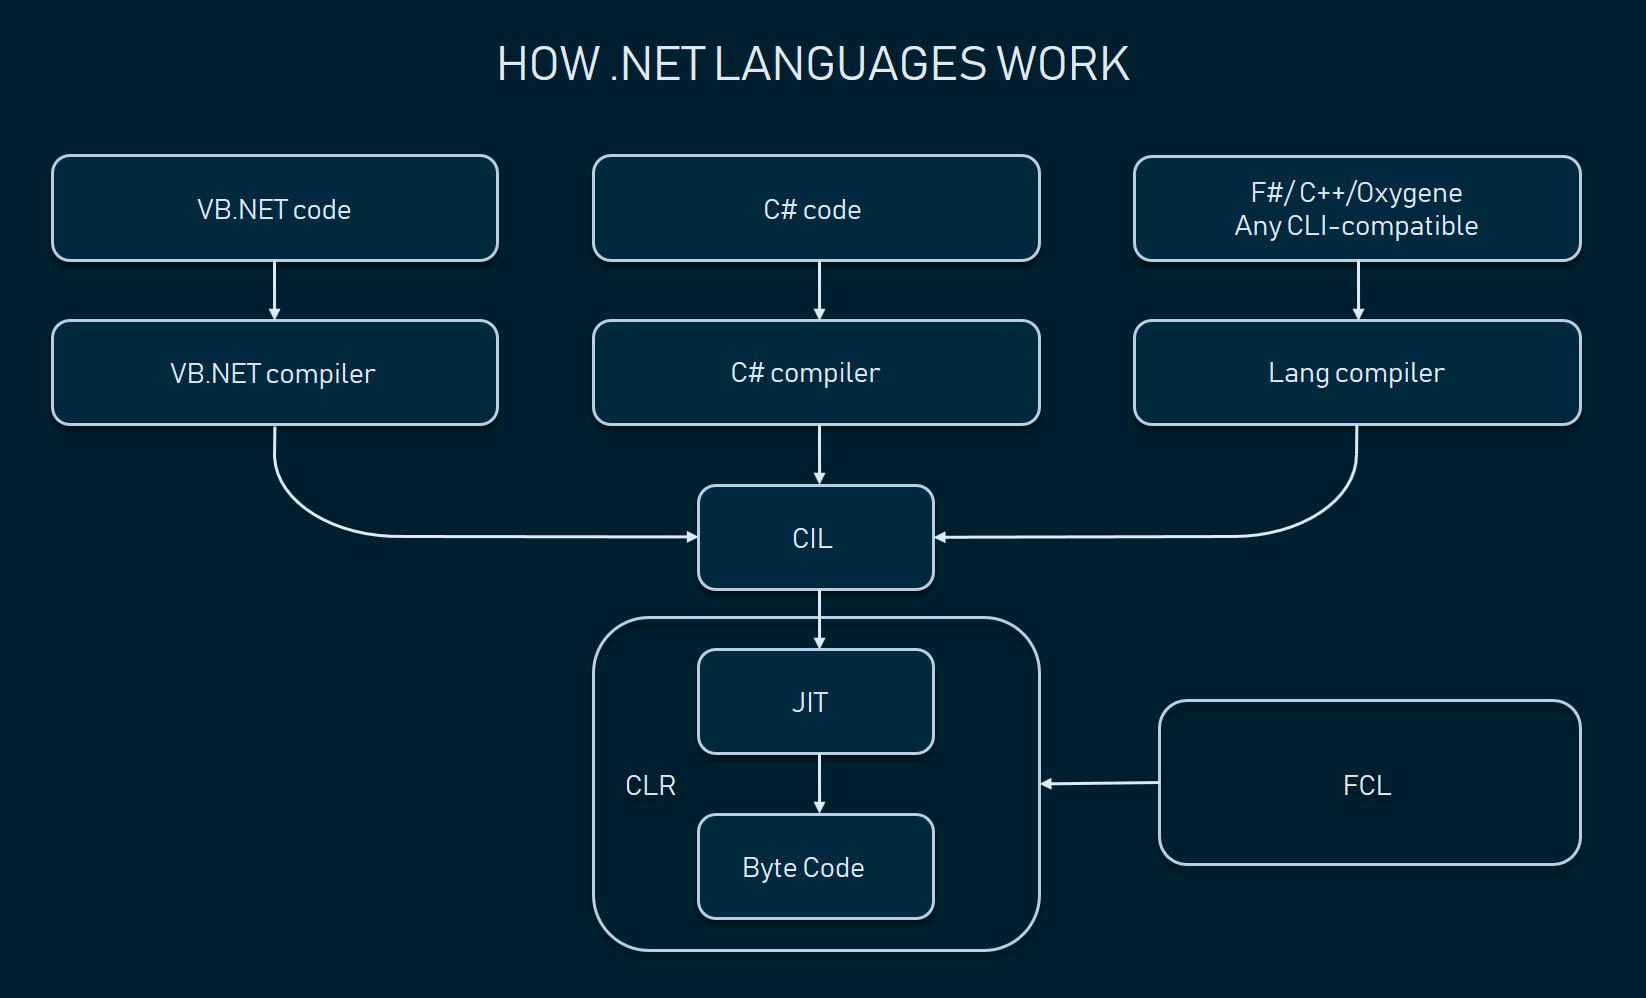 HOW .NET LANGUAGES WORK
VB.NET code
C# code
F#/ C++/Oxygene
Any CLI-compatible
VB.NET compiler
C# compiler
Lang compiler
CIL
JIT
CLR
FCL
Byte Code